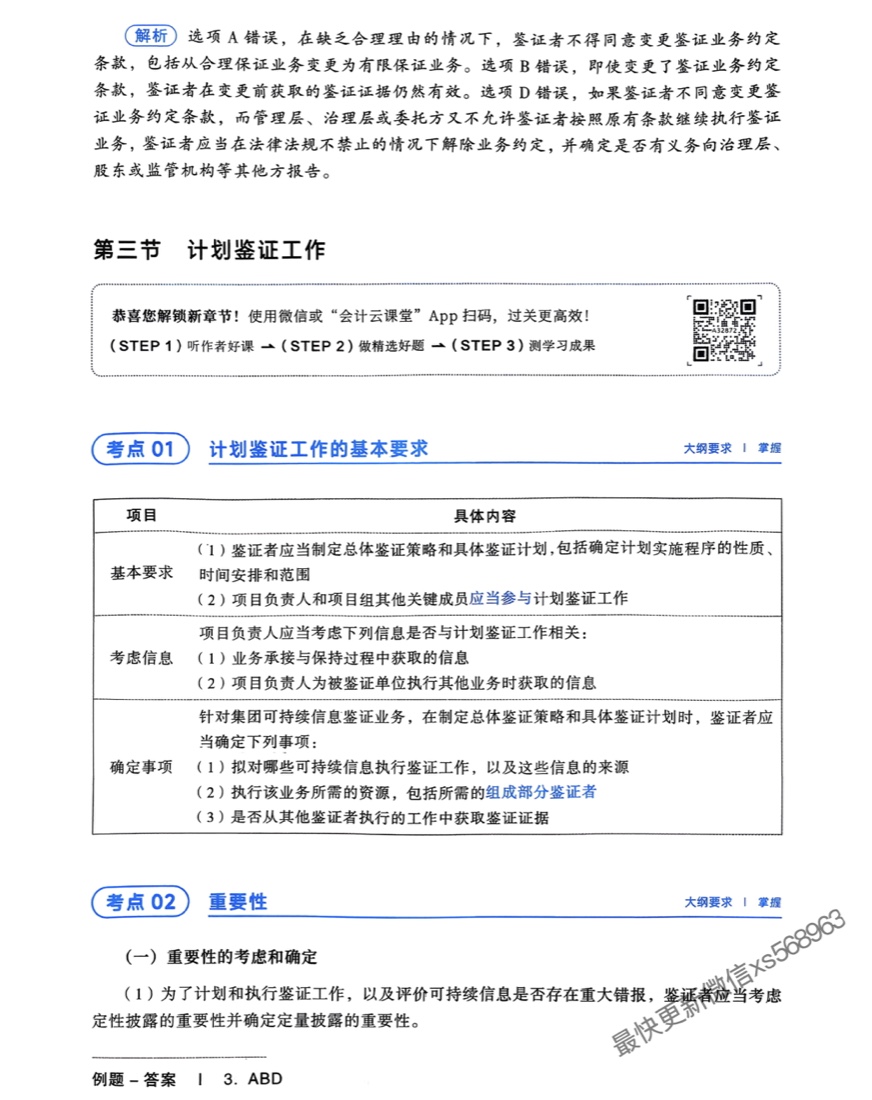 解析 选项 A 错误，在缺乏合理理由的情况下，鉴证者不得同意变更鉴证业务约定
条款，包括从合理保证业务变更为有限保证业务。选项 B 错误，即使变更了鉴证业务约定
条款，鉴证者在变更前获取的鉴证证据仍然有效。选项 D 错误，如果鉴证者不同意变更鉴
证业务约定条款，而管理层、治理层或委托方又不允许鉴证者按照原有条款继续执行鉴证
业务，鉴证者应当在法律法规不禁止的情况下解除业务约定，并确定是否有义务向治理层、
股东或监管机构等其他方报告。
第三节 计划鉴证工作
恭喜您解锁新章节！使用微信或“会计云课堂”App 扫码，过关更高效！
（STEP 1）听作者好课 →（STEP 2）做精选好题 →（STEP 3）测学习成果
A32872
考点 01 计划鉴证工作的基本要求 大纲要求 | 掌握
项目 具体内容
基本要求
（1）鉴证者应当制定总体鉴证策略和具体鉴证计划，包括确定计划实施程序的性质、
时间安排和范围
（2）项目负责人和项目组其他关键成员应当参与计划鉴证工作
考虑信息
项目负责人应当考虑下列信息是否与计划鉴证工作相关：
（1）业务承接与保持过程中获取的信息
（2）项目负责人为被鉴证单位执行其他业务时获取的信息
确定事项
针对集团可持续信息鉴证业务，在制定总体鉴证策略和具体鉴证计划时，鉴证者应
当确定下列事项：
（1）拟对哪些可持续信息执行鉴证工作，以及这些信息的来源
（2）执行该业务所需的资源，包括所需的组成部分鉴证者
（3）是否从其他鉴证者执行的工作中获取鉴证证据
考点 02 重要性 大纲要求 | 掌握
（一）重要性的考虑和确定
（1）为了计划和执行鉴证工作，以及评价可持续信息是否存在重大错报，鉴证者应当考虑
定性披露的重要性并确定定量披露的重要性。
最快更新微信xs568963
例题 – 答案 | 3. ABD